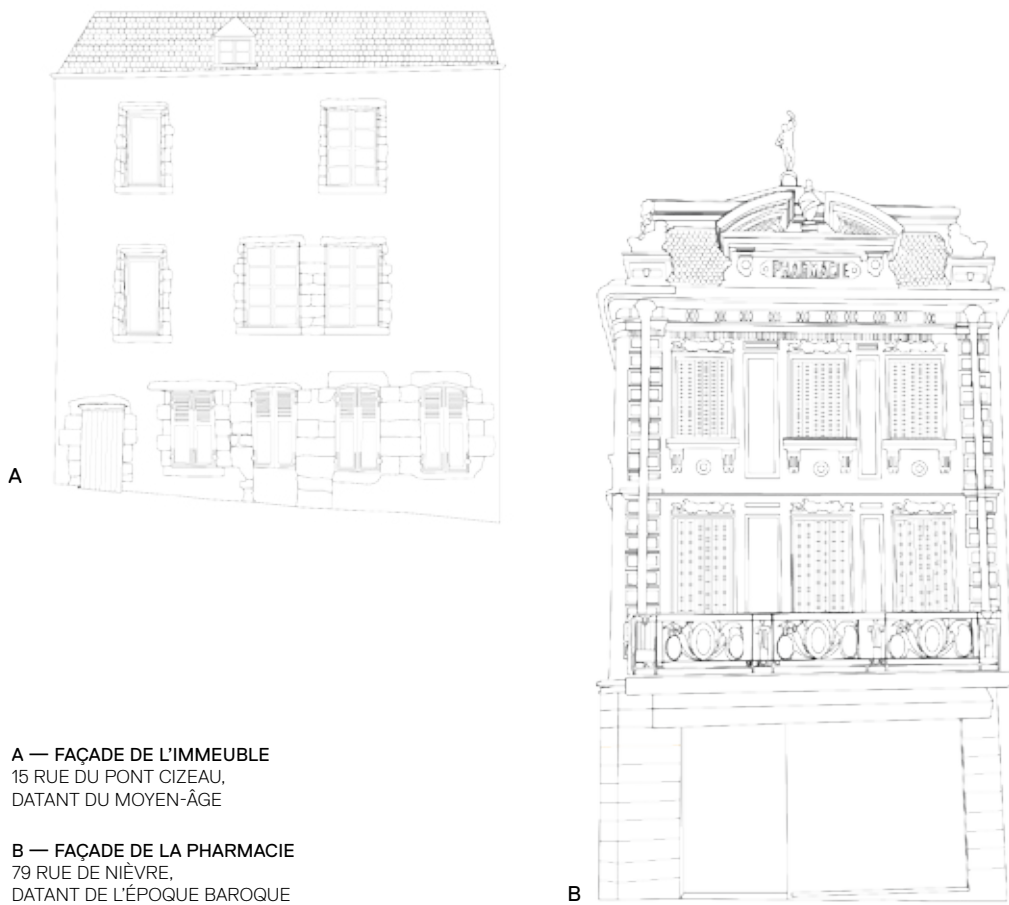 PHARMACIE
A
A — FAÇADE DE L'IMMEUBLE
15 RUE DU PONT CIZEAU,
DATANT DU MOYEN-ÂGE
B — FAÇADE DE LA PHARMACIE
79 RUE DE NIÈVRE,
DATANT DE L'ÉPOQUE BAROQUE
B